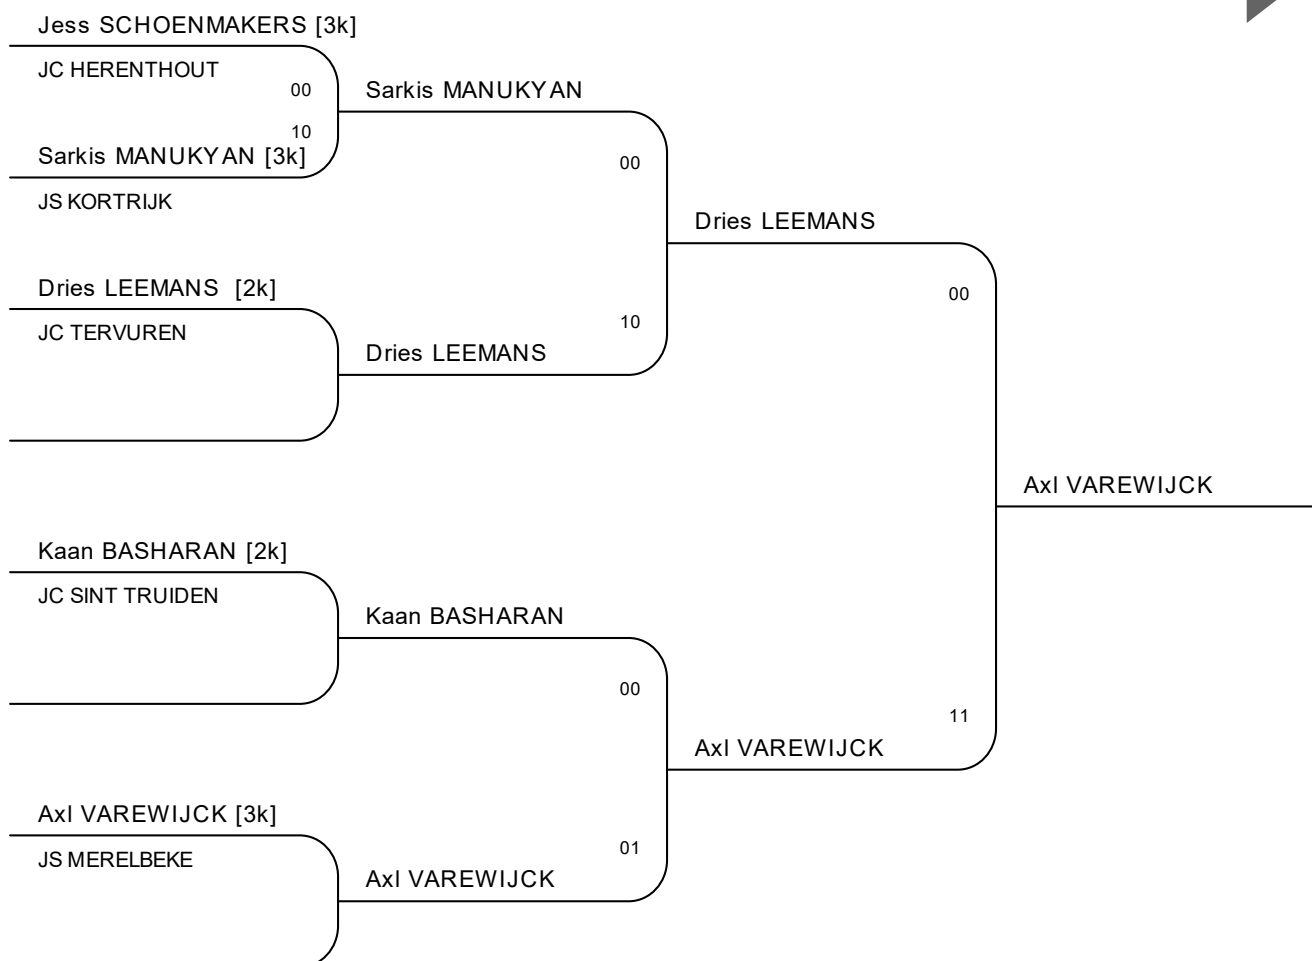 Jess SCHOENMAKERS [3k]
JC HERENTHOUT
00
Sarkis MANUKYAN
10
Sarkis MANUKYAN [3k]
00
JS KORTRIJK
Dries LEEMANS
Dries LEEMANS [2k]
00
JC TERVUREN
10
Dries LEEMANS
Axl VAREWIJCK
Kaan BASHARAN [2k]
JC SINT TRUIDEN
Kaan BASHARAN
00
11
Axl VAREWIJCK
Axl VAREWIJCK [3k]
JS MERELBEKE
01
Axl VAREWIJCK